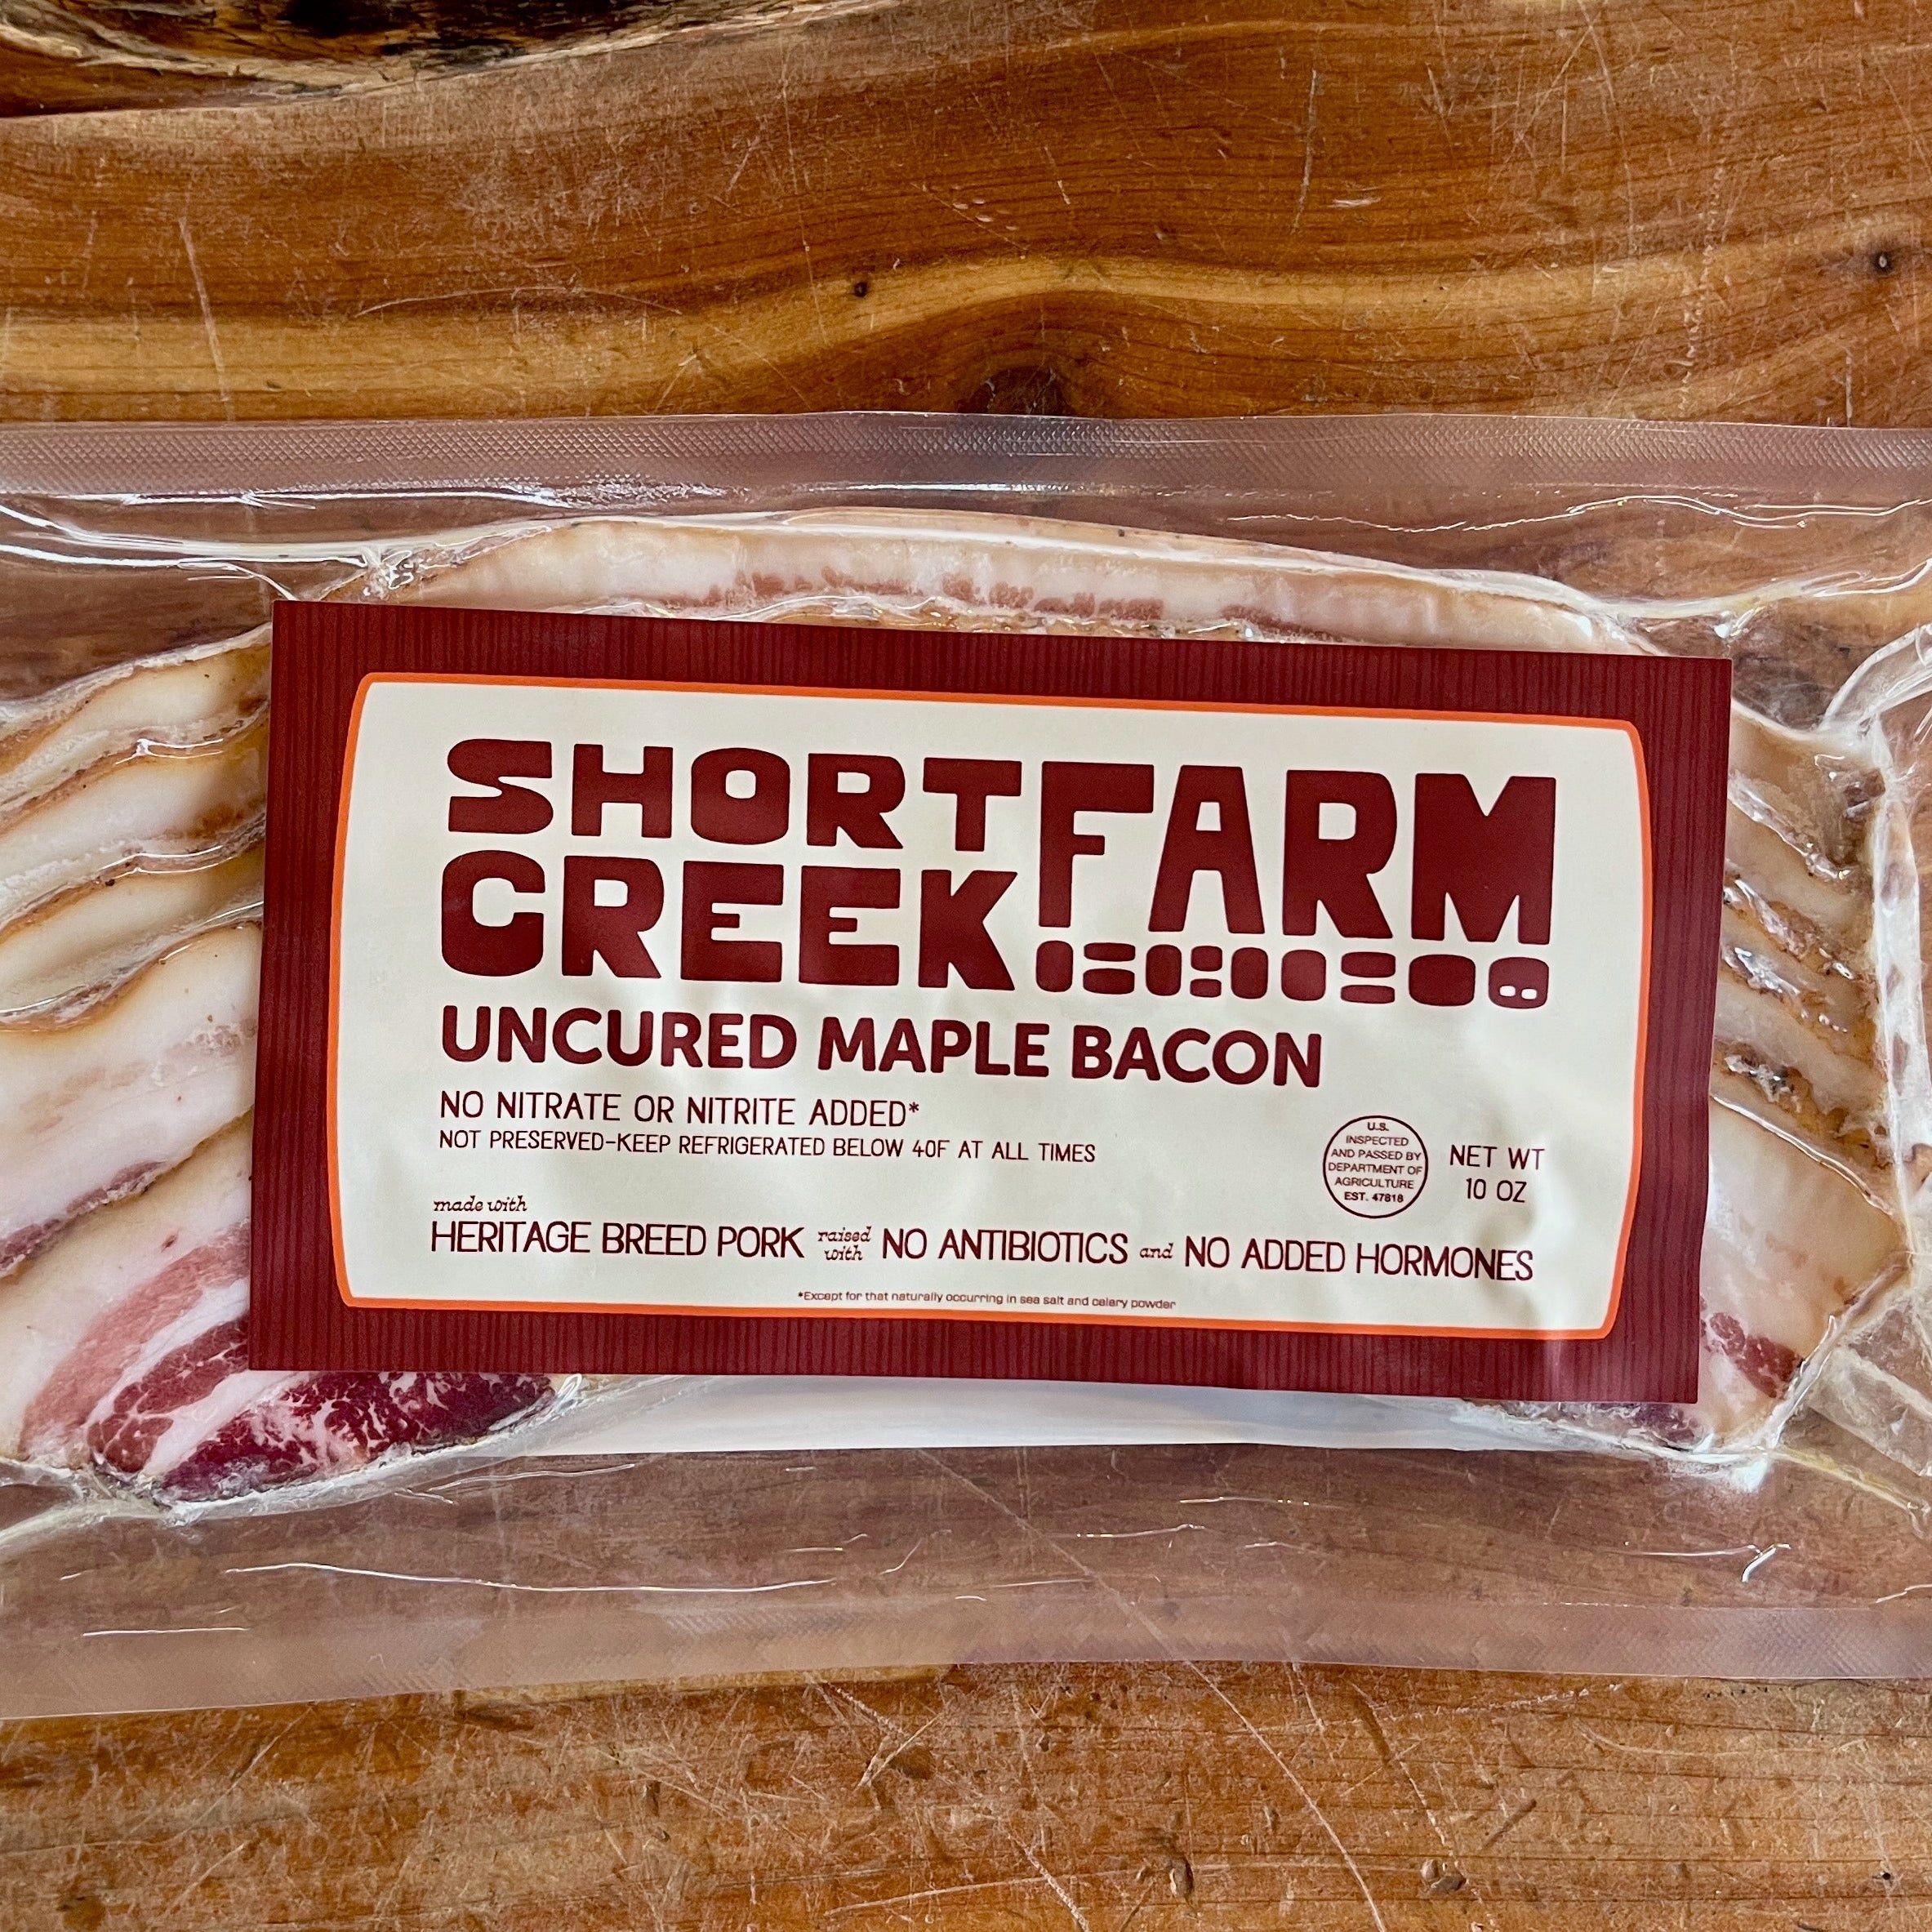 SHORT
CREEK
FARM
UNCURED MAPLE BACON
NO NITRATE OR NITRITE ADDED*
NOT PRESERVED-KEEP REFRIGERATED BELOW 40F AT ALL TIMES
U.S.
INSPECTED
AND PASSED BY
DEPARTMENT OF
AGRICULTURE
EST. 47818
NET WT
10 OZ
made with
HERITAGE BREED PORK raised with NO ANTIBIOTICS and NO ADDED HORMONES
*Except for that naturally occurring in sea salt and celery powder